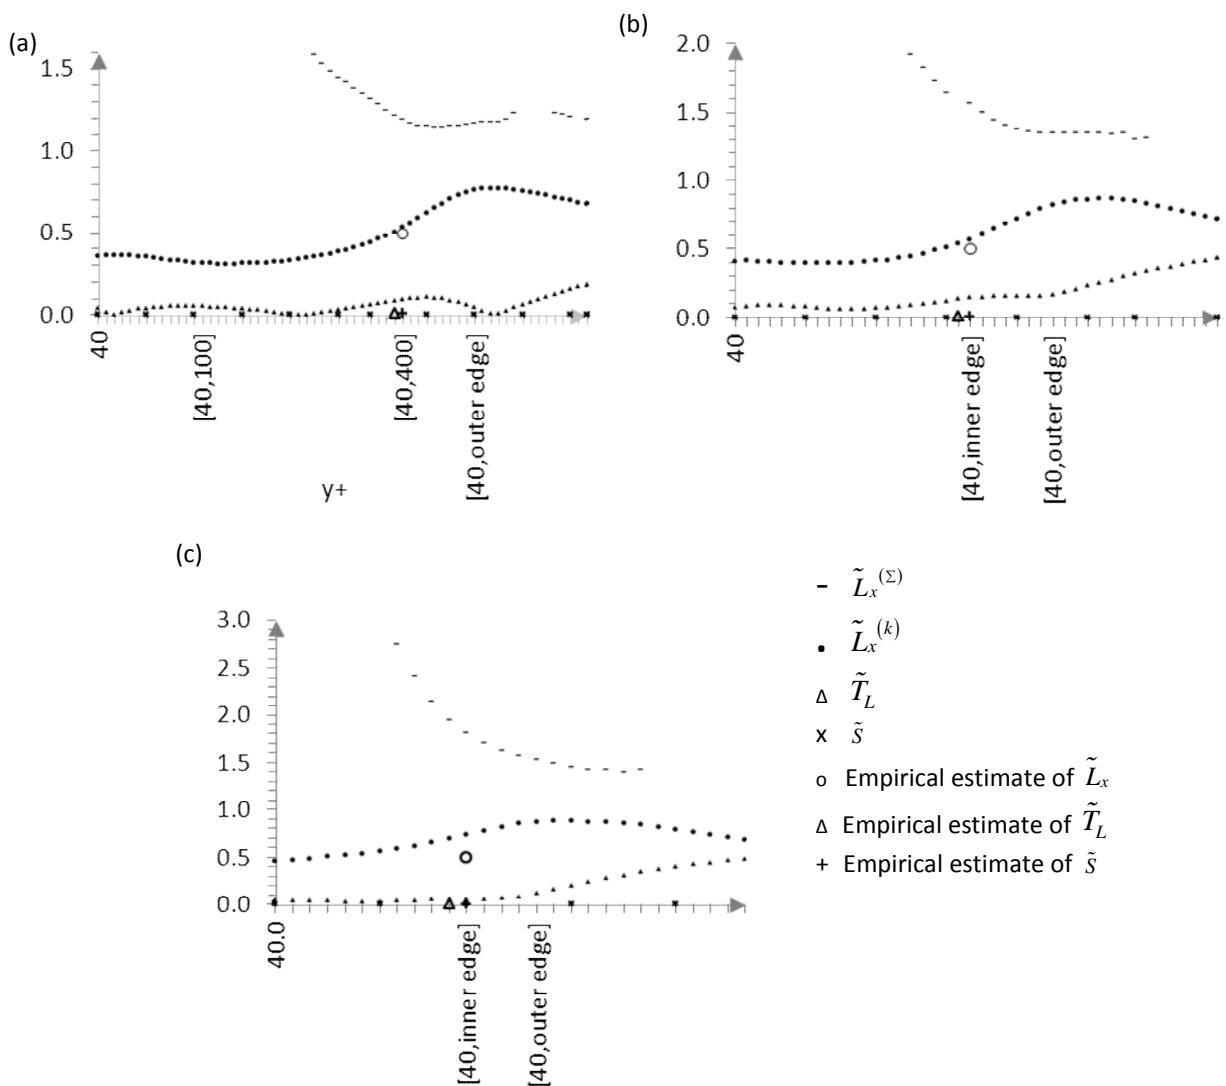 (a)
1.5
1.0
0.5
0.0
40
[40,100]
[40,400]
[40,outer edge]
y+
(b)
2.0
1.5
1.0
0.5
0.0
40
[40,inner edge]
[40,outer edge]
(c)
3.0
2.5
2.0
1.5
1.0
0.5
0.0
40.0
[40,inner edge]
[40,outer edge]
L̃x(Σ)
L̃x(k)
T̃L
s̃
Empirical estimate of L̃x
Empirical estimate of T̃L
Empirical estimate of s̃